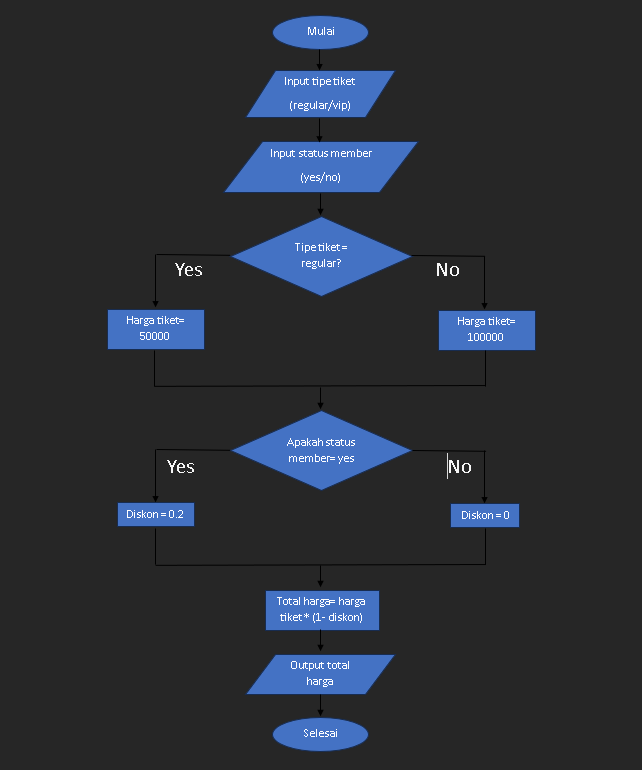 Mulai
Input tipe tiket
(regular/vip)
Input status member
(yes/no)
Tipe tiket =
regular?
Yes
No
Harga tiket=
50000
Harga tiket=
100000
Apakah status
member= yes
Yes
No
Diskon = 0.2
Diskon = 0
Total harga= harga
tiket* (1- diskon)
Output total
harga
Selesai